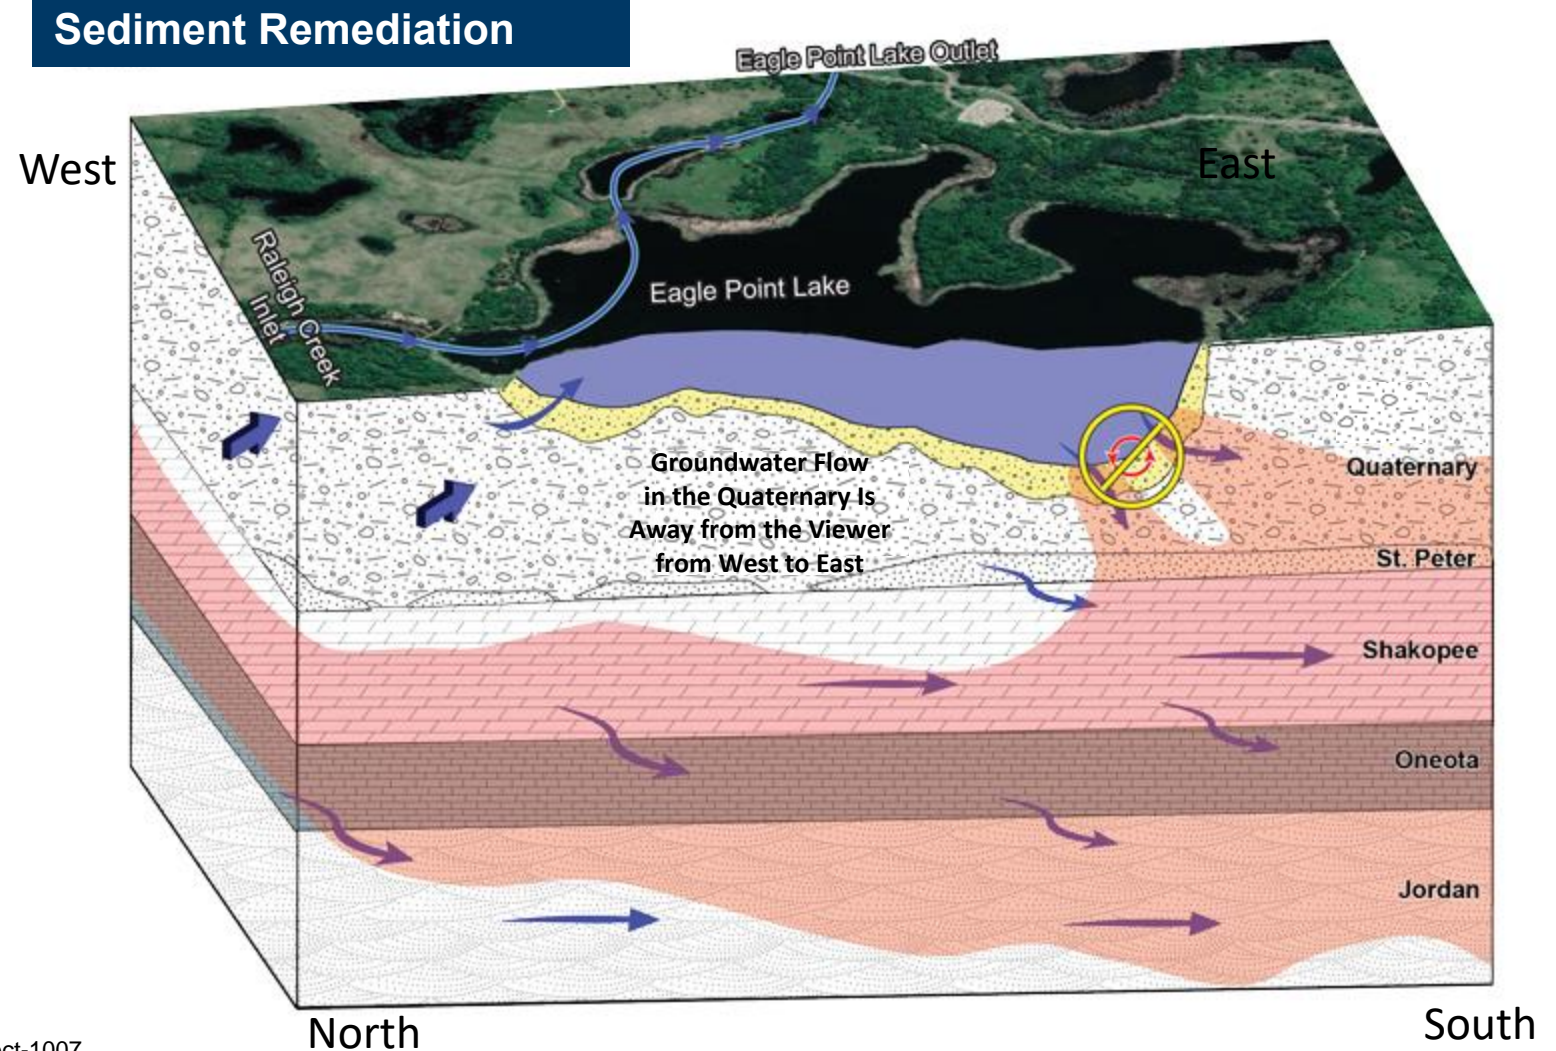 Sediment Remediation
Eagle Point Lake Outlet
West
East
Raleigh Creek
Inlet
Eagle Point Lake
Groundwater Flow
in the Quaternary Is
Away from the Viewer
from West to East
Quaternary
St. Peter
Shakopee
Oneota
Jordan
North
South